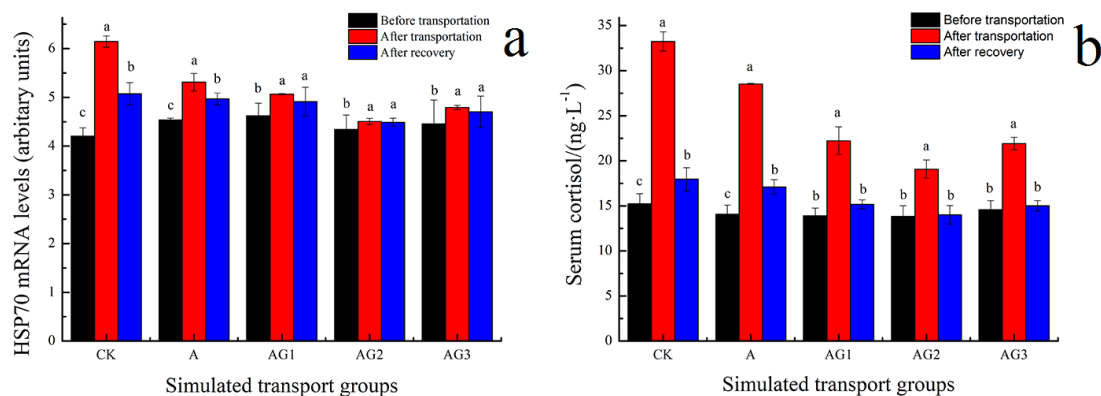 Before transportation
After transportation
After recovery
a
HSP70 mRNA levels (arbitary units)
6
5
4
3
2
1
0
a
b
c
a
b
c
a
a
b
a
a
b
a
a
b
CK
A
AG1
AG2
AG3
Simulated transport groups
Before transportation
After transportation
After recovery
b
Serum cortisol/(ng·L⁻¹)
35
30
25
20
15
10
5
0
a
b
c
a
b
c
a
b
b
a
b
b
a
b
b
CK
A
AG1
AG2
AG3
Simulated transport groups